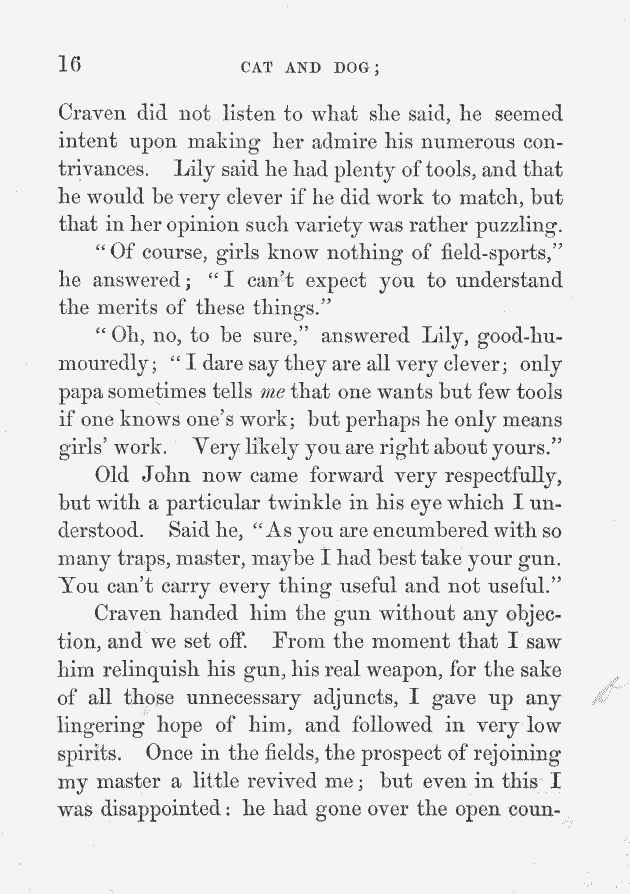 16 CAT AND DOG;
Craven did not listen to what she said, he seemed
intent upon making her admire his numerous con-
trivances. Lily said he had plenty of tools, and that
he would be very clever if he did work to match, but
that in her opinion such variety was rather puzzling.
"Of course, girls know nothing of field-sports,"
he answered; "I can't expect you to understand
the merits of these things."
"Oh, no, to be sure," answered Lily, good-hu-
mouredly; "I dare say they are all very clever; only
papa sometimes tells me that one wants but few tools
if one knows one's work; but perhaps he only means
girls' work. Very likely you are right about yours."
Old John now came forward very respectfully,
but with a particular twinkle in his eye which I un-
derstood. Said he, "As you are encumbered with so
many traps, master, maybe I had best take your gun.
You can't carry every thing useful and not useful."
Craven handed him the gun without any objec-
tion, and we set off. From the moment that I saw
him relinquish his gun, his real weapon, for the sake
of all those unnecessary adjuncts, I gave up any
lingering hope of him, and followed in very low
spirits. Once in the fields, the prospect of rejoining
my master a little revived me; but even in this I
was disappointed: he had gone over the open coun-